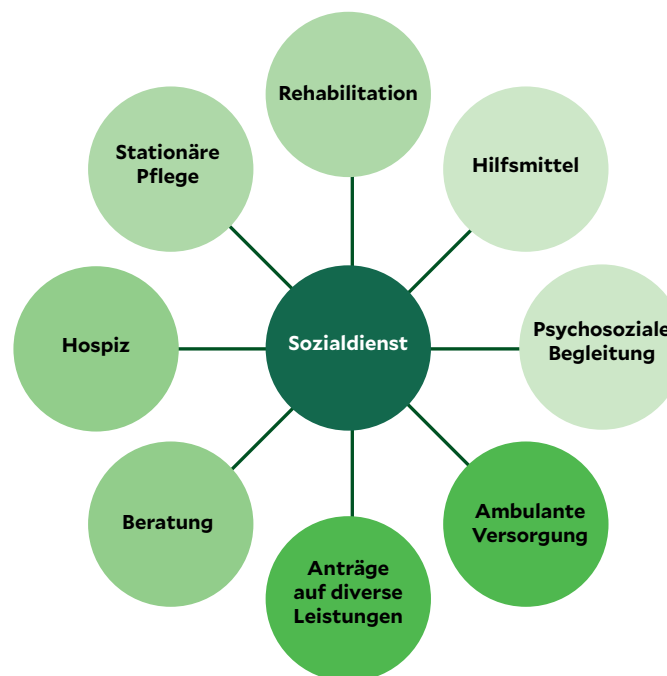 Rehabilitation
Stationäre
Pflege
Hilfsmittel
Hospiz
Sozialdienst
Psychosoziale
Begleitung
Beratung
Ambulante
Versorgung
Anträge
auf diverse
Leistungen